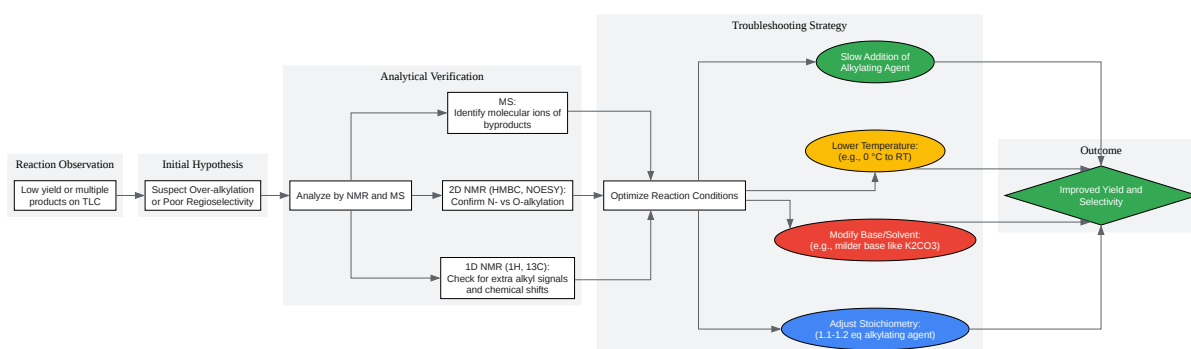 Reaction Observation
Low yield or multiple
products on TLC
Initial Hypothesis
Suspect Over-alkylation
or Poor Regioselectivity
Analytical Verification
Analyze by NMR and MS
MS:
Identify molecular ions of
byproducts
2D NMR (HMBC, NOESY):
Confirm N- vs O-alkylation
1D NMR (1H, 13C):
Check for extra alkyl signals
and chemical shifts
Troubleshooting Strategy
Optimize Reaction Conditions
Slow Addition of
Alkylating Agent
Lower Temperature:
(e.g., 0 °C to RT)
Modify Base/Solvent:
(e.g., milder base like K2CO3)
Adjust Stoichiometry:
(1.1-1.2 eq alkylating agent)
Outcome
Improved Yield and
Selectivity